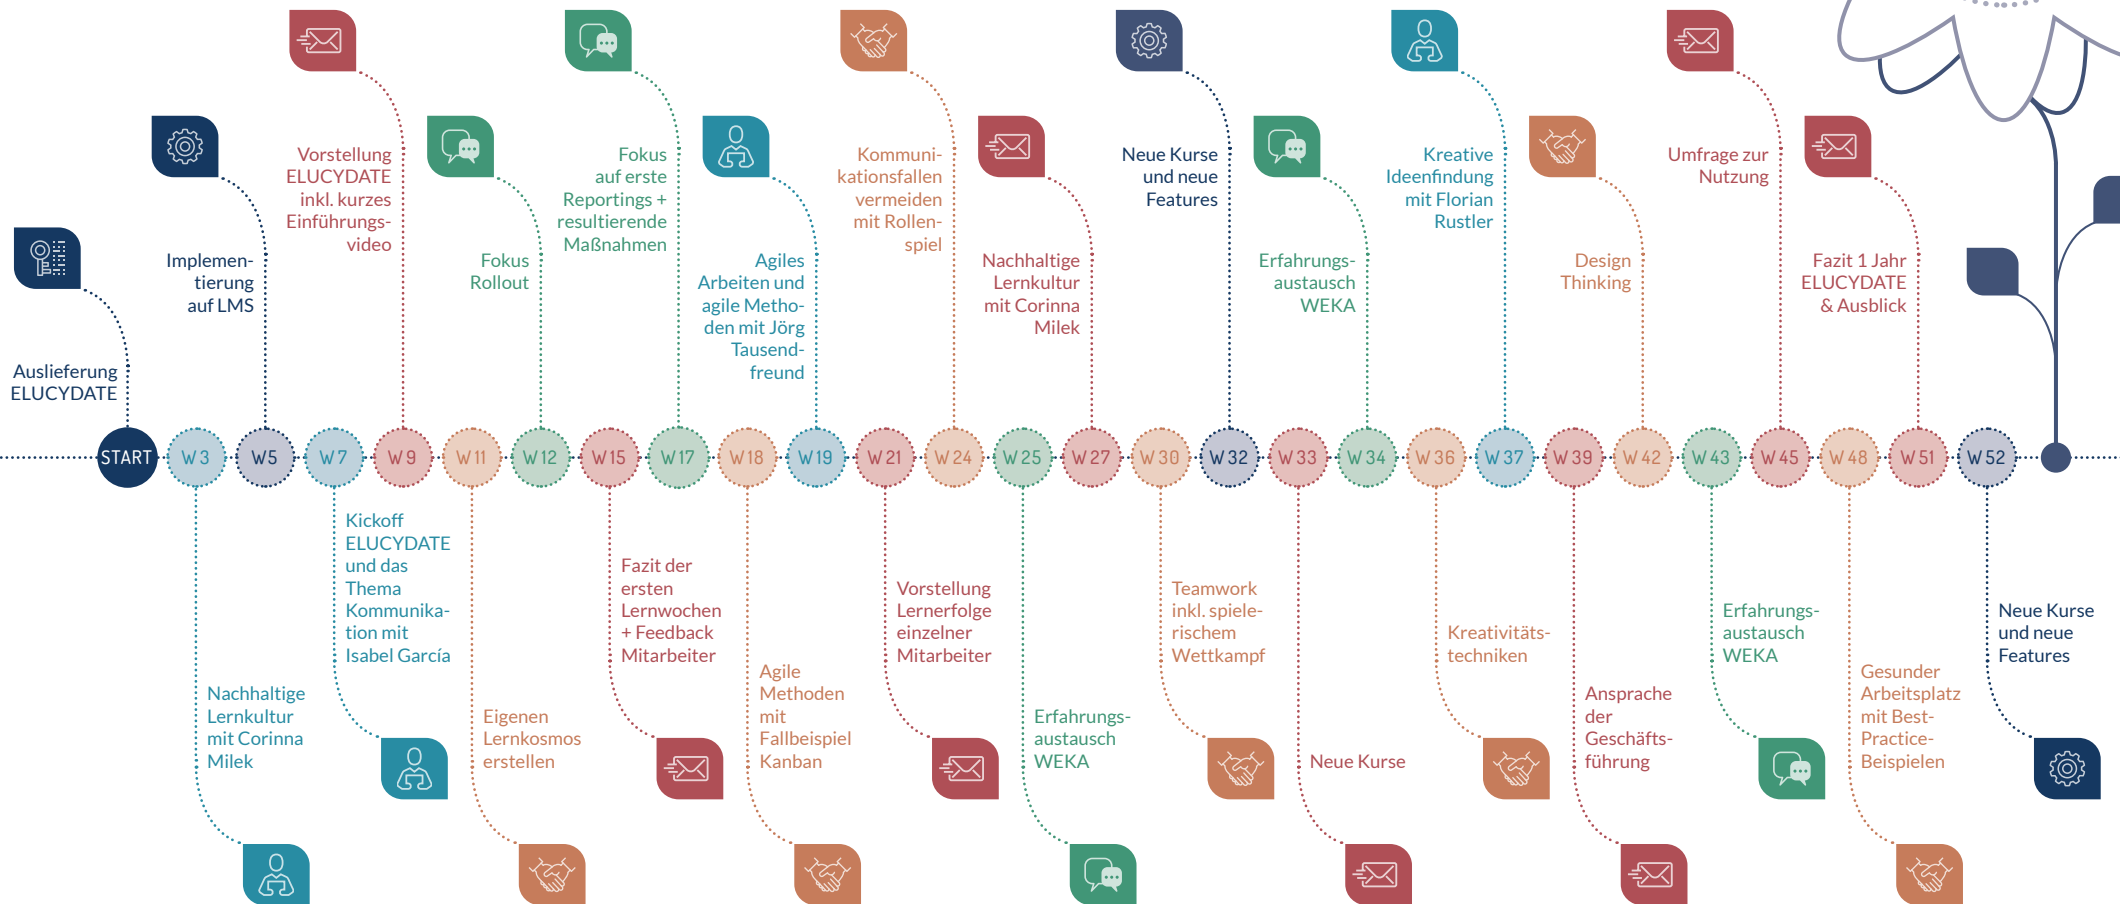 Auslieferung
ELUCYDATE
Implemen-
tierung
auf LMS
Vorstellung
ELUCYDATE
inkl. kurzes
Einführungs-
video
Fokus
Rollout
Fokus
auf erste
Reportings +
resultierende
Maßnahmen
Agiles
Arbeiten und
agile Metho-
den mit Jörg
Tausend-
freund
Kommuni-
kationsfallen
vermeiden
mit Rollen-
spiel
Nachhaltige
Lernkultur
mit Corinna
Milek
Neue Kurse
und neue
Features
Erfahrungs-
austausch
WEKA
Kreative
Ideenfindung
mit Florian
Rustler
Design
Thinking
Umfrage zur
Nutzung
Fazit 1 Jahr
ELUCYDATE
& Ausblick
START W 3 W 5 W 7 W 9 W 11 W 12 W 15 W 17 W 18 W 19 W 21 W 24 W 25 W 27 W 30 W 32 W 33 W 34 W 36 W 37 W 39 W 42 W 43 W 45 W 48 W 51 W 52
Nachhaltige
Lernkultur
mit Corinna
Milek
Kickoff
ELUCYDATE
und das
Thema
Kommunika-
tion mit
Isabel García
Eigenen
Lernkosmos
erstellen
Fazit der
ersten
Lernwochen
+ Feedback
Mitarbeiter
Agile
Methoden
mit
Fallbeispiel
Kanban
Vorstellung
Lernerfolge
einzelner
Mitarbeiter
Erfahrungs-
austausch
WEKA
Teamwork
inkl. spiele-
rischem
Wettkampf
Neue Kurse
Kreativitäts-
techniken
Ansprache
der
Geschäfts-
führung
Erfahrungs-
austausch
WEKA
Gesunder
Arbeitsplatz
mit Best-
Practice-
Beispielen
Neue Kurse
und neue
Features